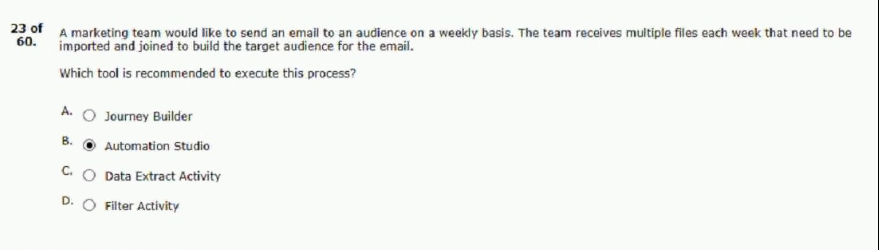 23 of
60.
A marketing team would like to send an email to an audience on a weekly basis. The team receives multiple files each week that need to be
imported and joined to build the target audience for the email.
Which tool is recommended to execute this process?
A. Journey Builder
B. Automation Studio
C. Data Extract Activity
D. Filter Activity